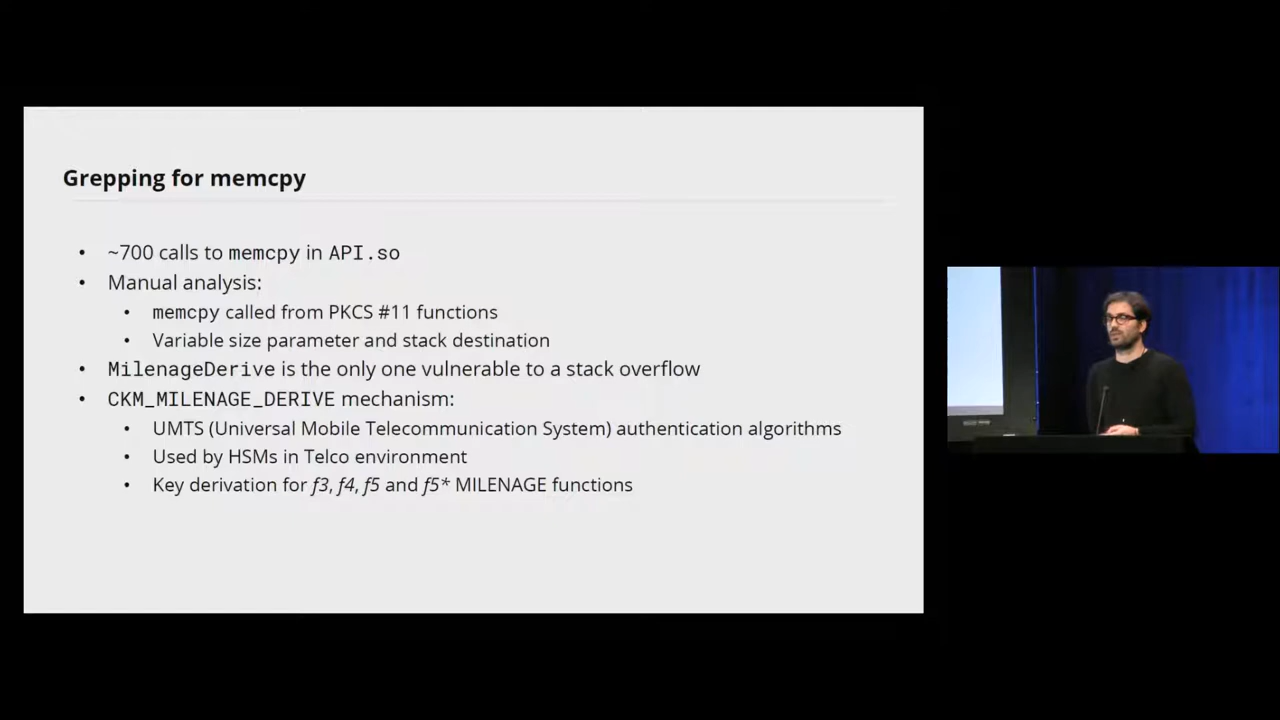 Grepping for memcpy
• ~700 calls to memcpy in API.so
• Manual analysis:
• memcpy called from PKCS #11 functions
• Variable size parameter and stack destination
• MilenageDerive is the only one vulnerable to a stack overflow
• CKM_MILENAGE_DERIVE mechanism:
• UMTS (Universal Mobile Telecommunication System) authentication algorithms
• Used by HSMs in Telco environment
• Key derivation for f3, f4, f5 and f5* MILENAGE functions